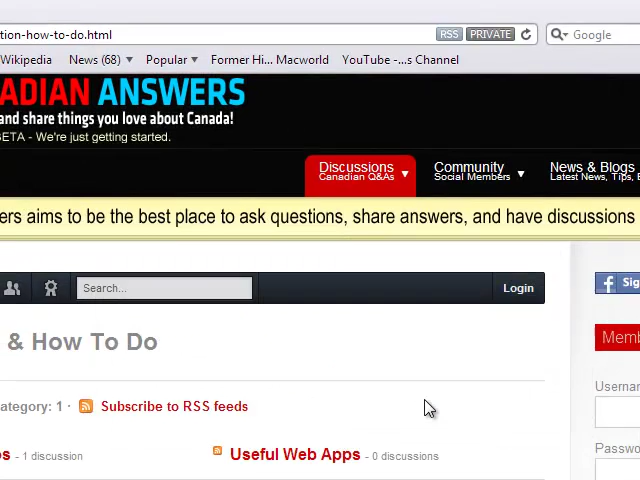 tion-how-to-do.html RSS PRIVATE Google
Wikipedia News (68) Popular Former Hi... Macworld YouTube -...s Channel
ADIAN ANSWERS
and share things you love about Canada!
BETA - We're just getting started.
Discussions Community News & Blogs
Canadian Q&As Social Members Latest News, Tips, E
ers aims to be the best place to ask questions, share answers, and have discussions
Search... Login Sig
& How To Do
Memb
Userna
ategory: 1 · Subscribe to RSS feeds
Passwo
os - 1 discussion Useful Web Apps - 0 discussions